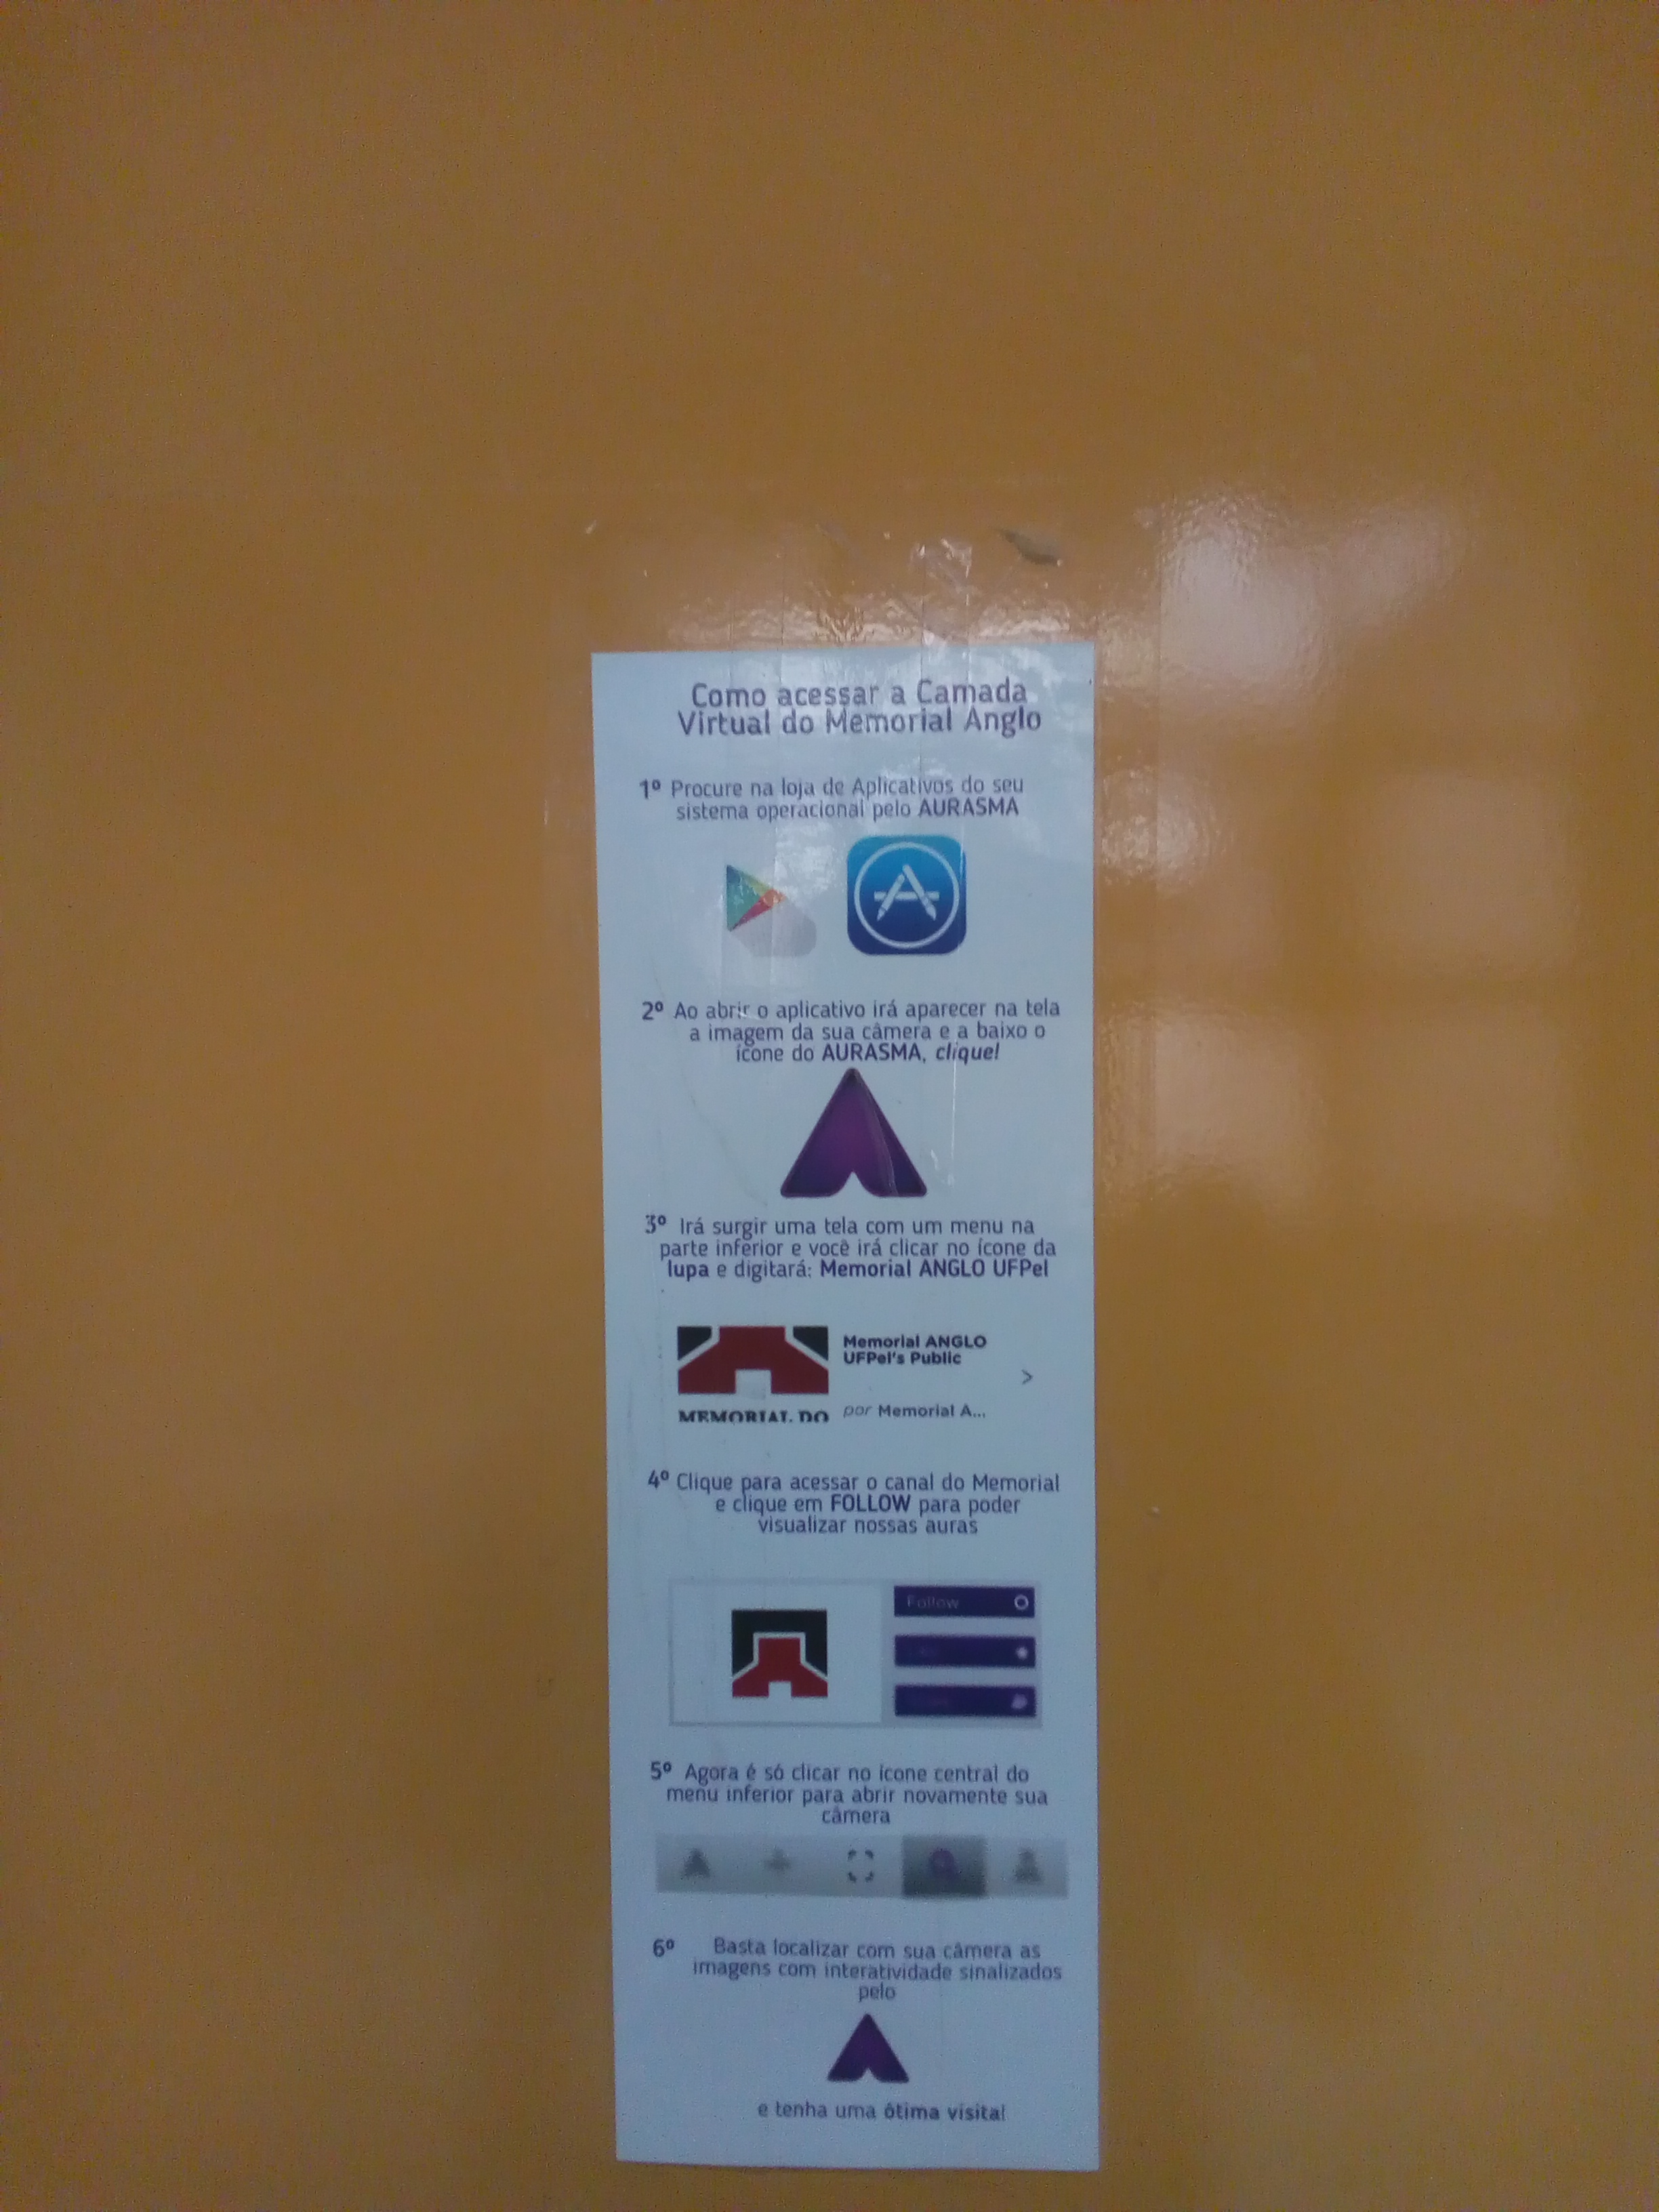 Como acessar a Camada
Virtual do Memorial Anglo
1º Procure na loja de Aplicativos do seu
sistema operacional pelo AURASMA
2º Ao abrir o aplicativo irá aparecer na tela
a imagem da sua câmera e a baixo o
ícone do AURASMA, clique!
3º Irá surgir uma tela com um menu na
parte inferior e você irá clicar no ícone da
lupa e digitará: Memorial ANGLO UFPel
Memorial ANGLO
UFPel's Public
MEMORIAL DO
por Memorial A...
>
4º Clique para acessar o canal do Memorial
e clique em FOLLOW para poder
visualizar nossas auras
Follow
5º Agora é só clicar no ícone central do
menu inferior para abrir novamente sua
câmera
6º Basta localizar com sua câmera as
imagens com interatividade sinalizados
pelo
e tenha uma ótima visita!